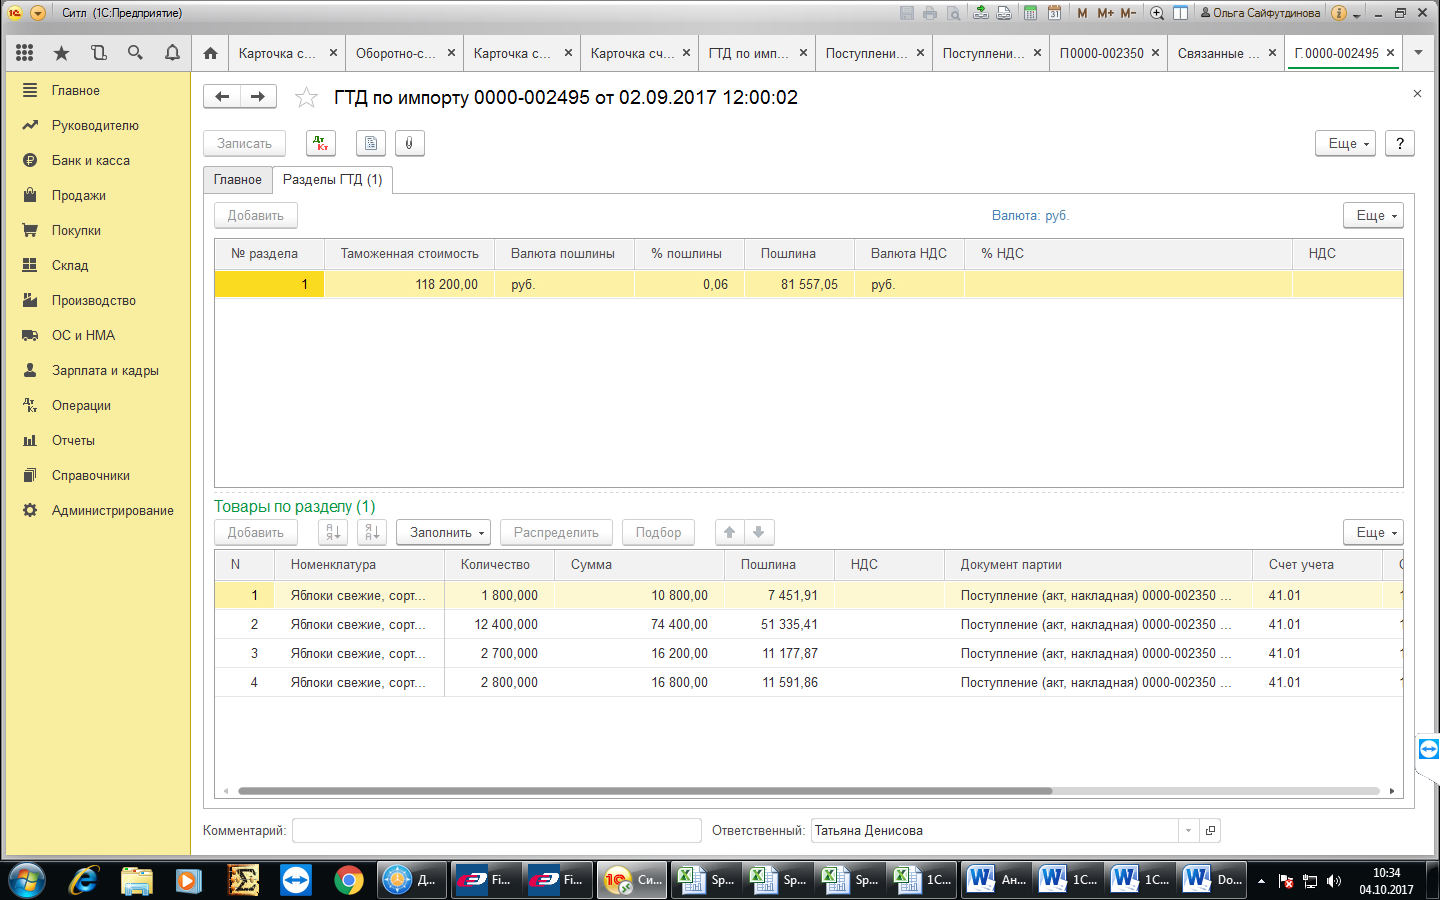 Ситл (1С:Предприятие)
M M+ M- Ольга Сайфутдинова
Карточка с... Оборотно-с... Карточка с... Карточка сч... ГТД по имп... Поступлени... Поступлени... П0000-002350 Связанные ... Г.0000-002495
Главное
Руководителю
Банк и касса
Продажи
Покупки
Склад
Производство
ОС и НМА
Зарплата и кадры
Операции
Отчеты
Справочники
Администрирование
ГТД по импорту 0000-002495 от 02.09.2017 12:00:02
Записать Дт Кт Еще ?
Главное Разделы ГТД (1)
Добавить Валюта: руб. Еще
№ раздела Таможенная стоимость Валюта пошлины % пошлины Пошлина Валюта НДС % НДС НДС
1 118 200,00 руб. 0,06 81 557,05 руб.
Товары по разделу (1)
Добавить Заполнить Распределить Подбор Еще
N Номенклатура Количество Сумма Пошлина НДС Документ партии Счет учета
1 Яблоки свежие, сорт... 1 800,000 10 800,00 7 451,91 Поступление (акт, накладная) 0000-002350 ... 41.01
2 Яблоки свежие, сорт... 12 400,000 74 400,00 51 335,41 Поступление (акт, накладная) 0000-002350 ... 41.01
3 Яблоки свежие, сорт... 2 700,000 16 200,00 11 177,87 Поступление (акт, накладная) 0000-002350 ... 41.01
4 Яблоки свежие, сорт... 2 800,000 16 800,00 11 591,86 Поступление (акт, накладная) 0000-002350 ... 41.01
Комментарий: Ответственный: Татьяна Денисова
Д... Fi... Fi... Си... Sp... Sp... Sp... 1С... Ан... 1С... 1С... Do...
10:34
04.10.2017